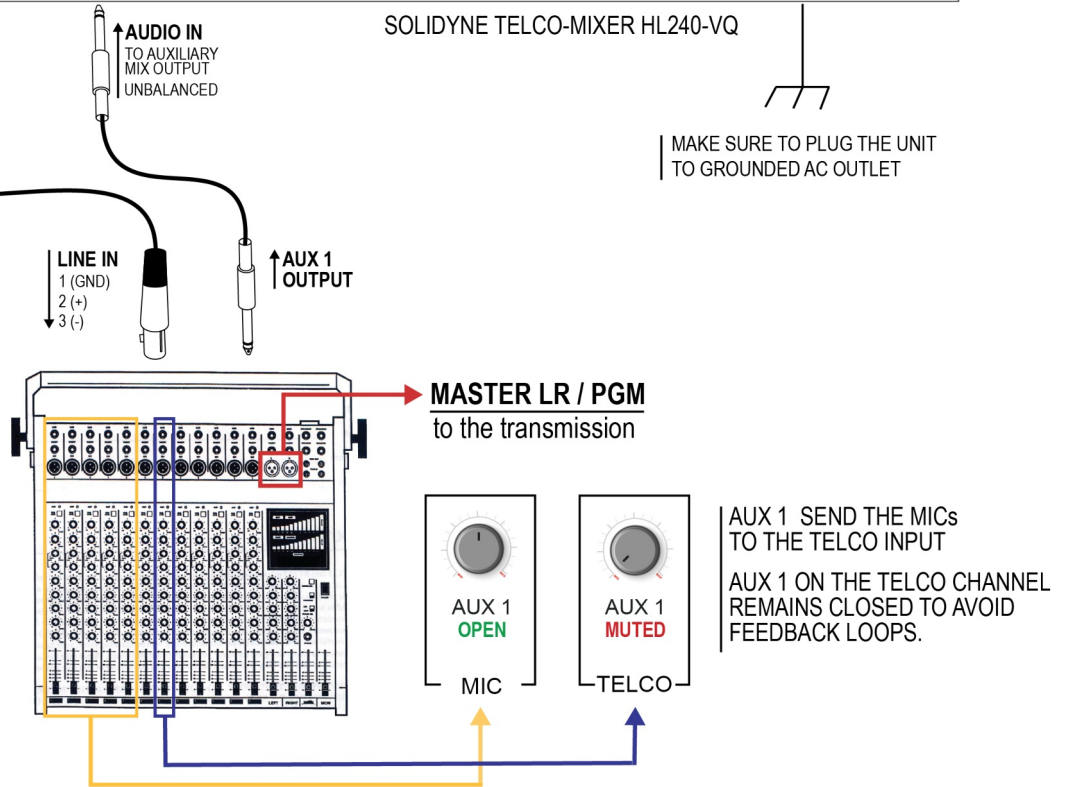 SOLIDYNE TELCO-MIXER HL240-VQ
AUDIO IN
TO AUXILIARY
MIX OUTPUT
UNBALANCED
MAKE SURE TO PLUG THE UNIT
TO GROUNDED AC OUTLET
LINE IN
1 (GND)
2 (+)
3 (-)
AUX 1
OUTPUT
MASTER LR / PGM
to the transmission
AUX 1
OPEN
MIC
AUX 1
MUTED
TELCO
AUX 1 SEND THE MICs
TO THE TELCO INPUT
AUX 1 ON THE TELCO CHANNEL
REMAINS CLOSED TO AVOID
FEEDBACK LOOPS.
LEFT
RIGHT
MON